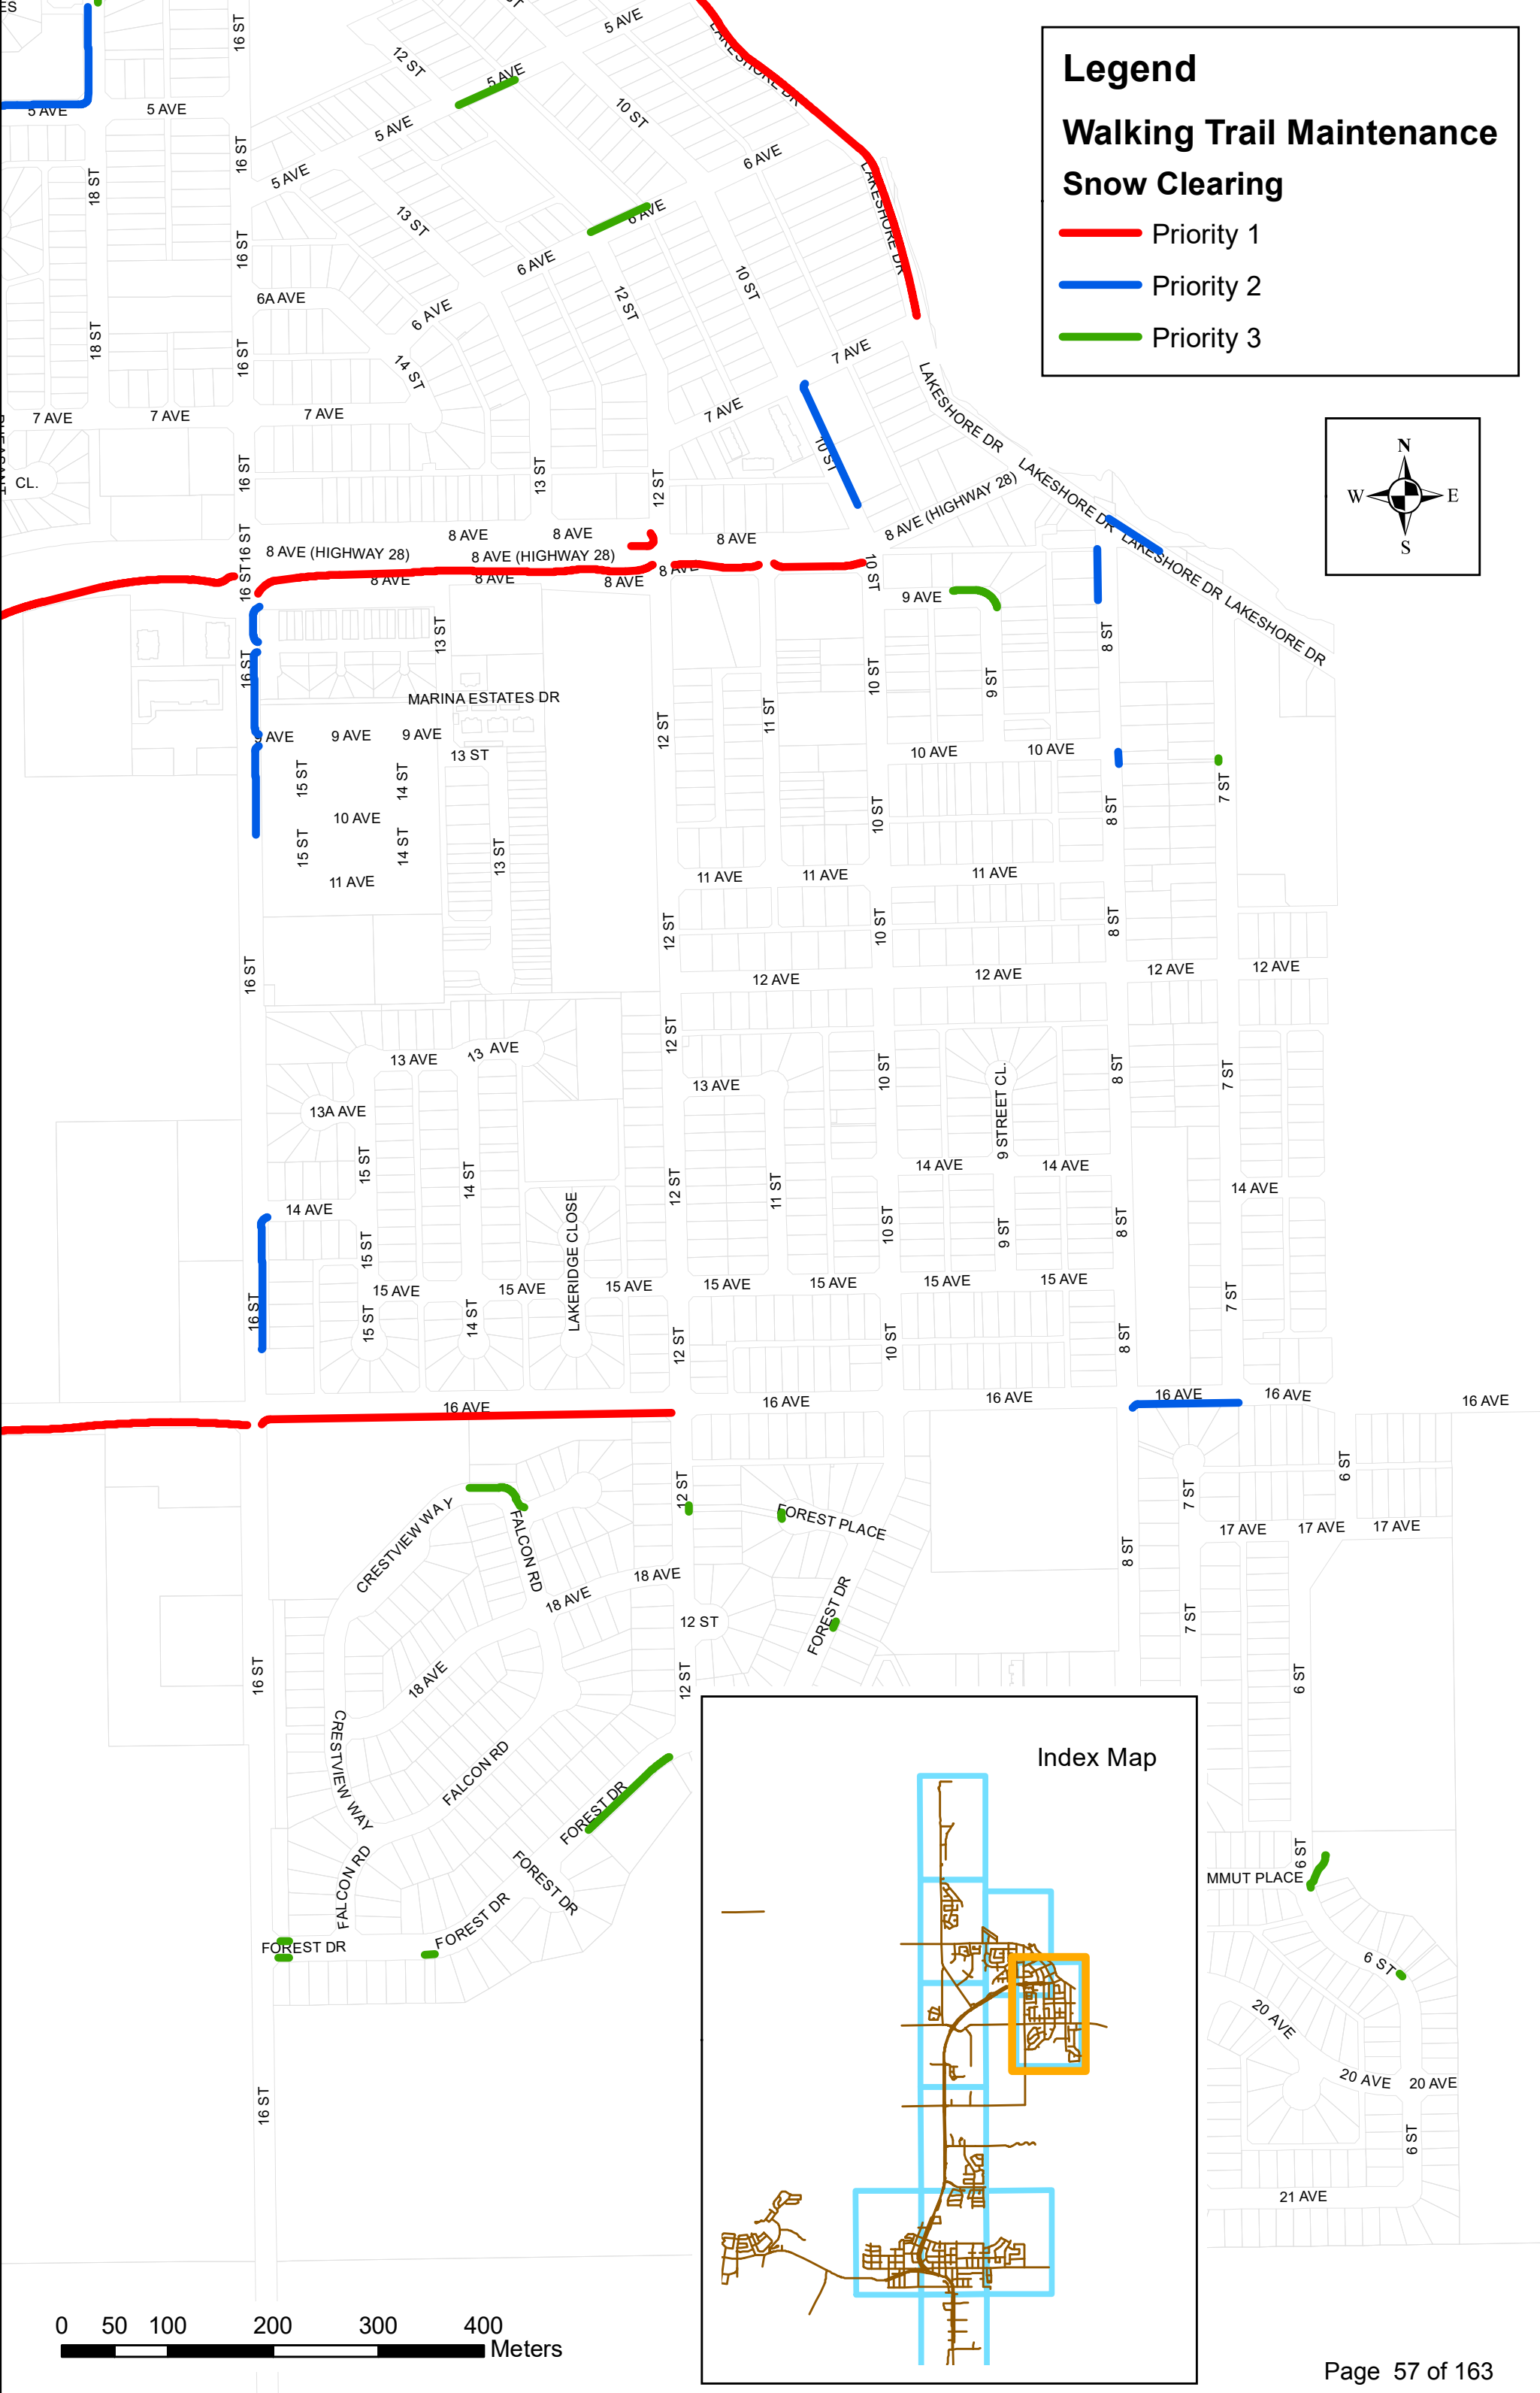 Legend
Walking Trail Maintenance
Snow Clearing
Priority 1
Priority 2
Priority 3
N
W E
S
ES
16 ST
12 ST
5 AVE
5 AVE
LAKESHORE DR
5 AVE
5 AVE
16 ST
18 ST
5 AVE
5 AVE
10 ST
6 AVE
LAKESHORE DR
13 ST
6 AVE
16 ST
6 AVE
6A AVE
6 AVE
12 ST
10 ST
18 ST
16 ST
14 ST
7 AVE
LAKESHORE DR
7 AVE
7 AVE
7 AVE
7 AVE
CL.
16 ST
13 ST
12 ST
10 ST
8 AVE (HIGHWAY 28)
LAKESHORE DR
LAKESHORE DR
LAKESHORE DR
16 ST
8 AVE
8 AVE
8 AVE
8 AVE (HIGHWAY 28)
8 AVE (HIGHWAY 28)
16 ST
8 AVE
8 AVE
8 AVE
8 AVE
10 ST
9 AVE
8 ST
13 ST
16 ST
MARINA ESTATES DR
12 ST
11 ST
10 ST
9 ST
9 AVE
9 AVE
9 AVE
13 ST
10 AVE
10 AVE
15 ST
14 ST
10 AVE
15 ST
14 ST
13 ST
10 ST
8 ST
7 ST
11 AVE
11 AVE
11 AVE
11 AVE
16 ST
12 ST
10 ST
8 ST
12 AVE
12 AVE
12 AVE
12 AVE
13 AVE
13 AVE
12 ST
13 AVE
10 ST
9 STREET CL.
8 ST
7 ST
13A AVE
15 ST
14 ST
12 ST
11 ST
14 AVE
14 AVE
14 AVE
14 AVE
15 ST
LAKERIDGE CLOSE
10 ST
9 ST
8 ST
15 AVE
15 AVE
15 AVE
15 AVE
15 AVE
15 AVE
15 AVE
16 ST
15 ST
14 ST
12 ST
10 ST
8 ST
7 ST
16 AVE
16 AVE
16 AVE
16 AVE
16 AVE
16 AVE
CRESTVIEW WAY
FALCON RD
12 ST
FOREST PLACE
7 ST
6 ST
17 AVE
17 AVE
17 AVE
18 AVE
18 AVE
8 ST
12 ST
FOREST DR
7 ST
16 ST
18 AVE
12 ST
6 ST
CRESTVIEW WAY
FALCON RD
FOREST DR
FALCON RD
FOREST DR
FOREST DR
FOREST DR
16 ST
Index Map
6 ST
MMUT PLACE
6 ST
20 AVE
20 AVE
20 AVE
6 ST
21 AVE
0 50 100 200 300 400
Meters
Page 57 of 163